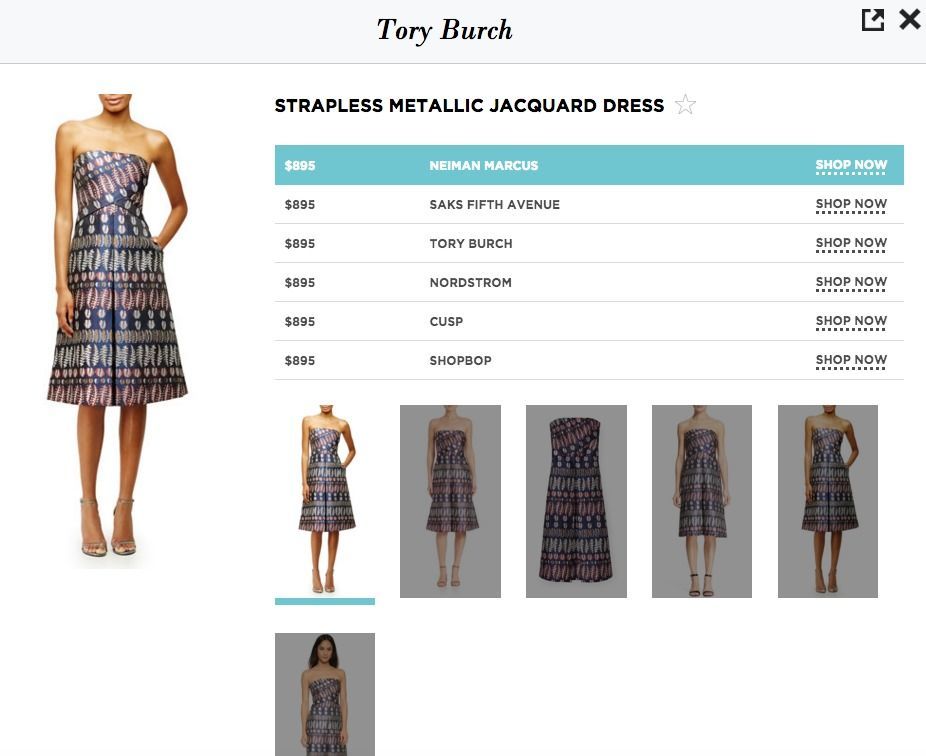 Tory Burch
STRAPLESS METALLIC JACQUARD DRESS
$895 NEIMAN MARCUS SHOP NOW
$895 SAKS FIFTH AVENUE SHOP NOW
$895 TORY BURCH SHOP NOW
$895 NORDSTROM SHOP NOW
$895 CUSP SHOP NOW
$895 SHOPBOP SHOP NOW